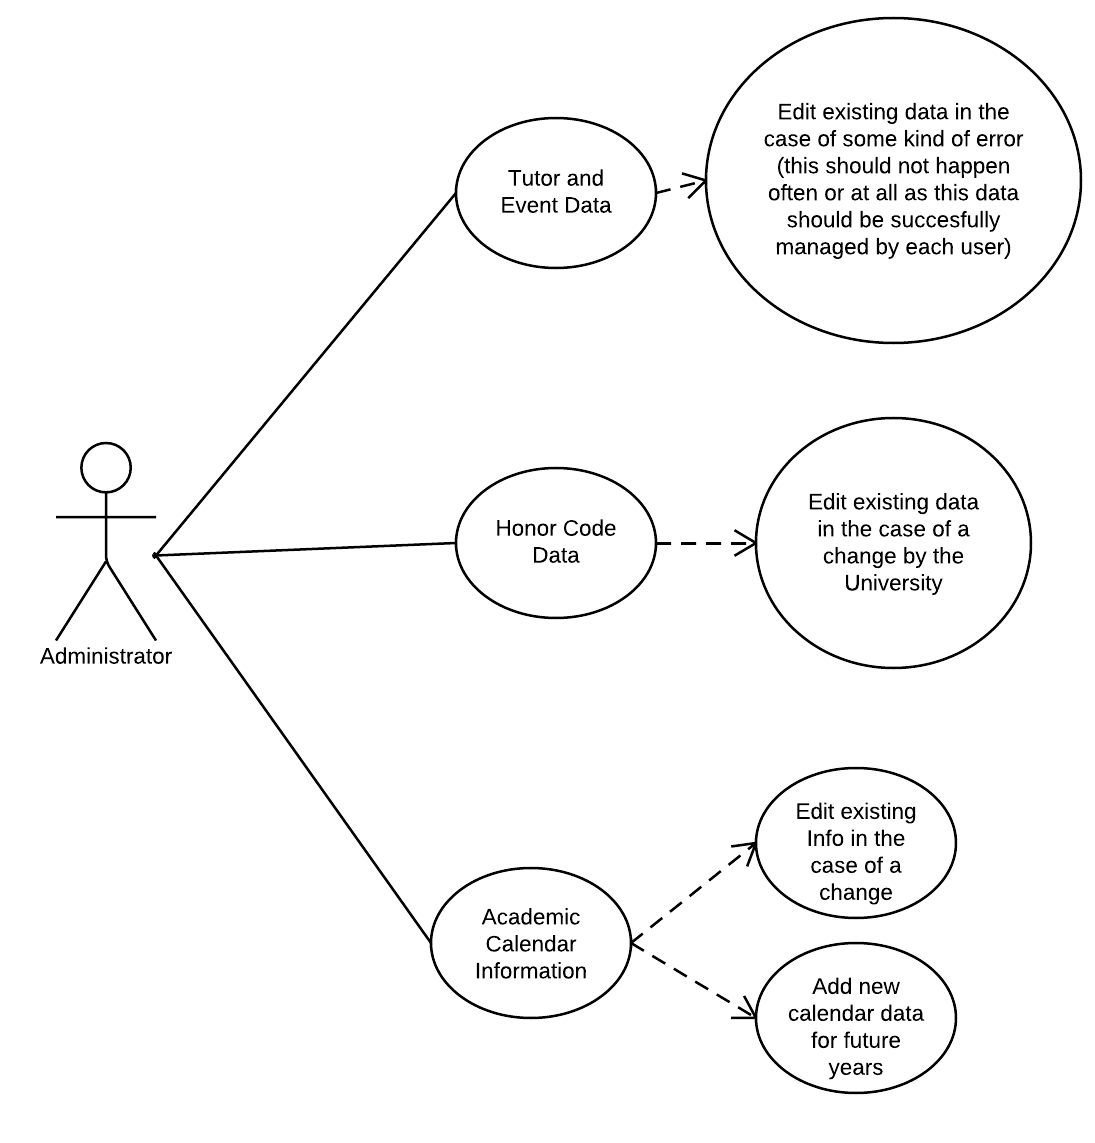 Edit existing data in the
case of some kind of error
(this should not happen
often or at all as this data
should be succesfully
managed by each user)
Tutor and
Event Data
Edit existing data
in the case of a
change by the
University
Honor Code
Data
Administrator
Edit existing
Info in the
case of a
change
Academic
Calendar
Information
Add new
calendar data
for future
years